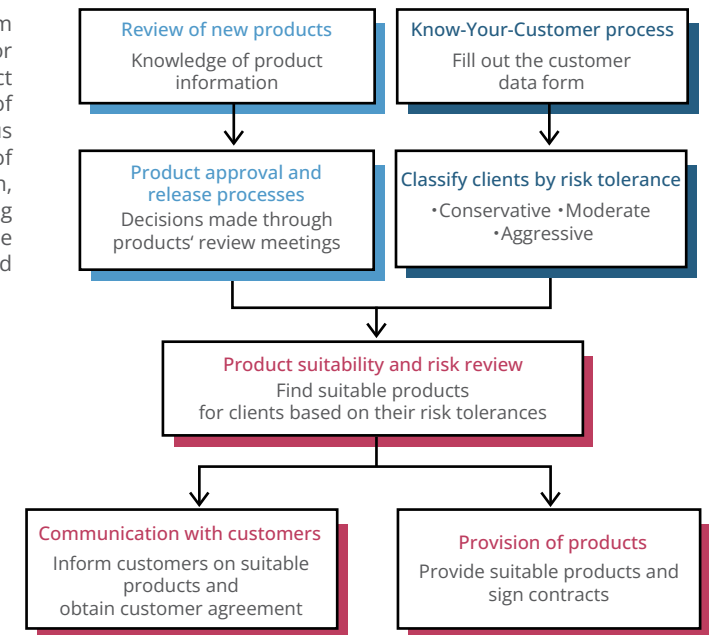 Review of new products
Knowledge of product
information
Know-Your-Customer process
Fill out the customer
data form
Product approval and
release processes
Decisions made through
products‘ review meetings
Classify clients by risk tolerance
・Conservative ・Moderate
・Aggressive
Product suitability and risk review
Find suitable products
for clients based on their risk tolerances
Communication with customers
Inform customers on suitable
products and
obtain customer agreement
Provision of products
Provide suitable products and
sign contracts